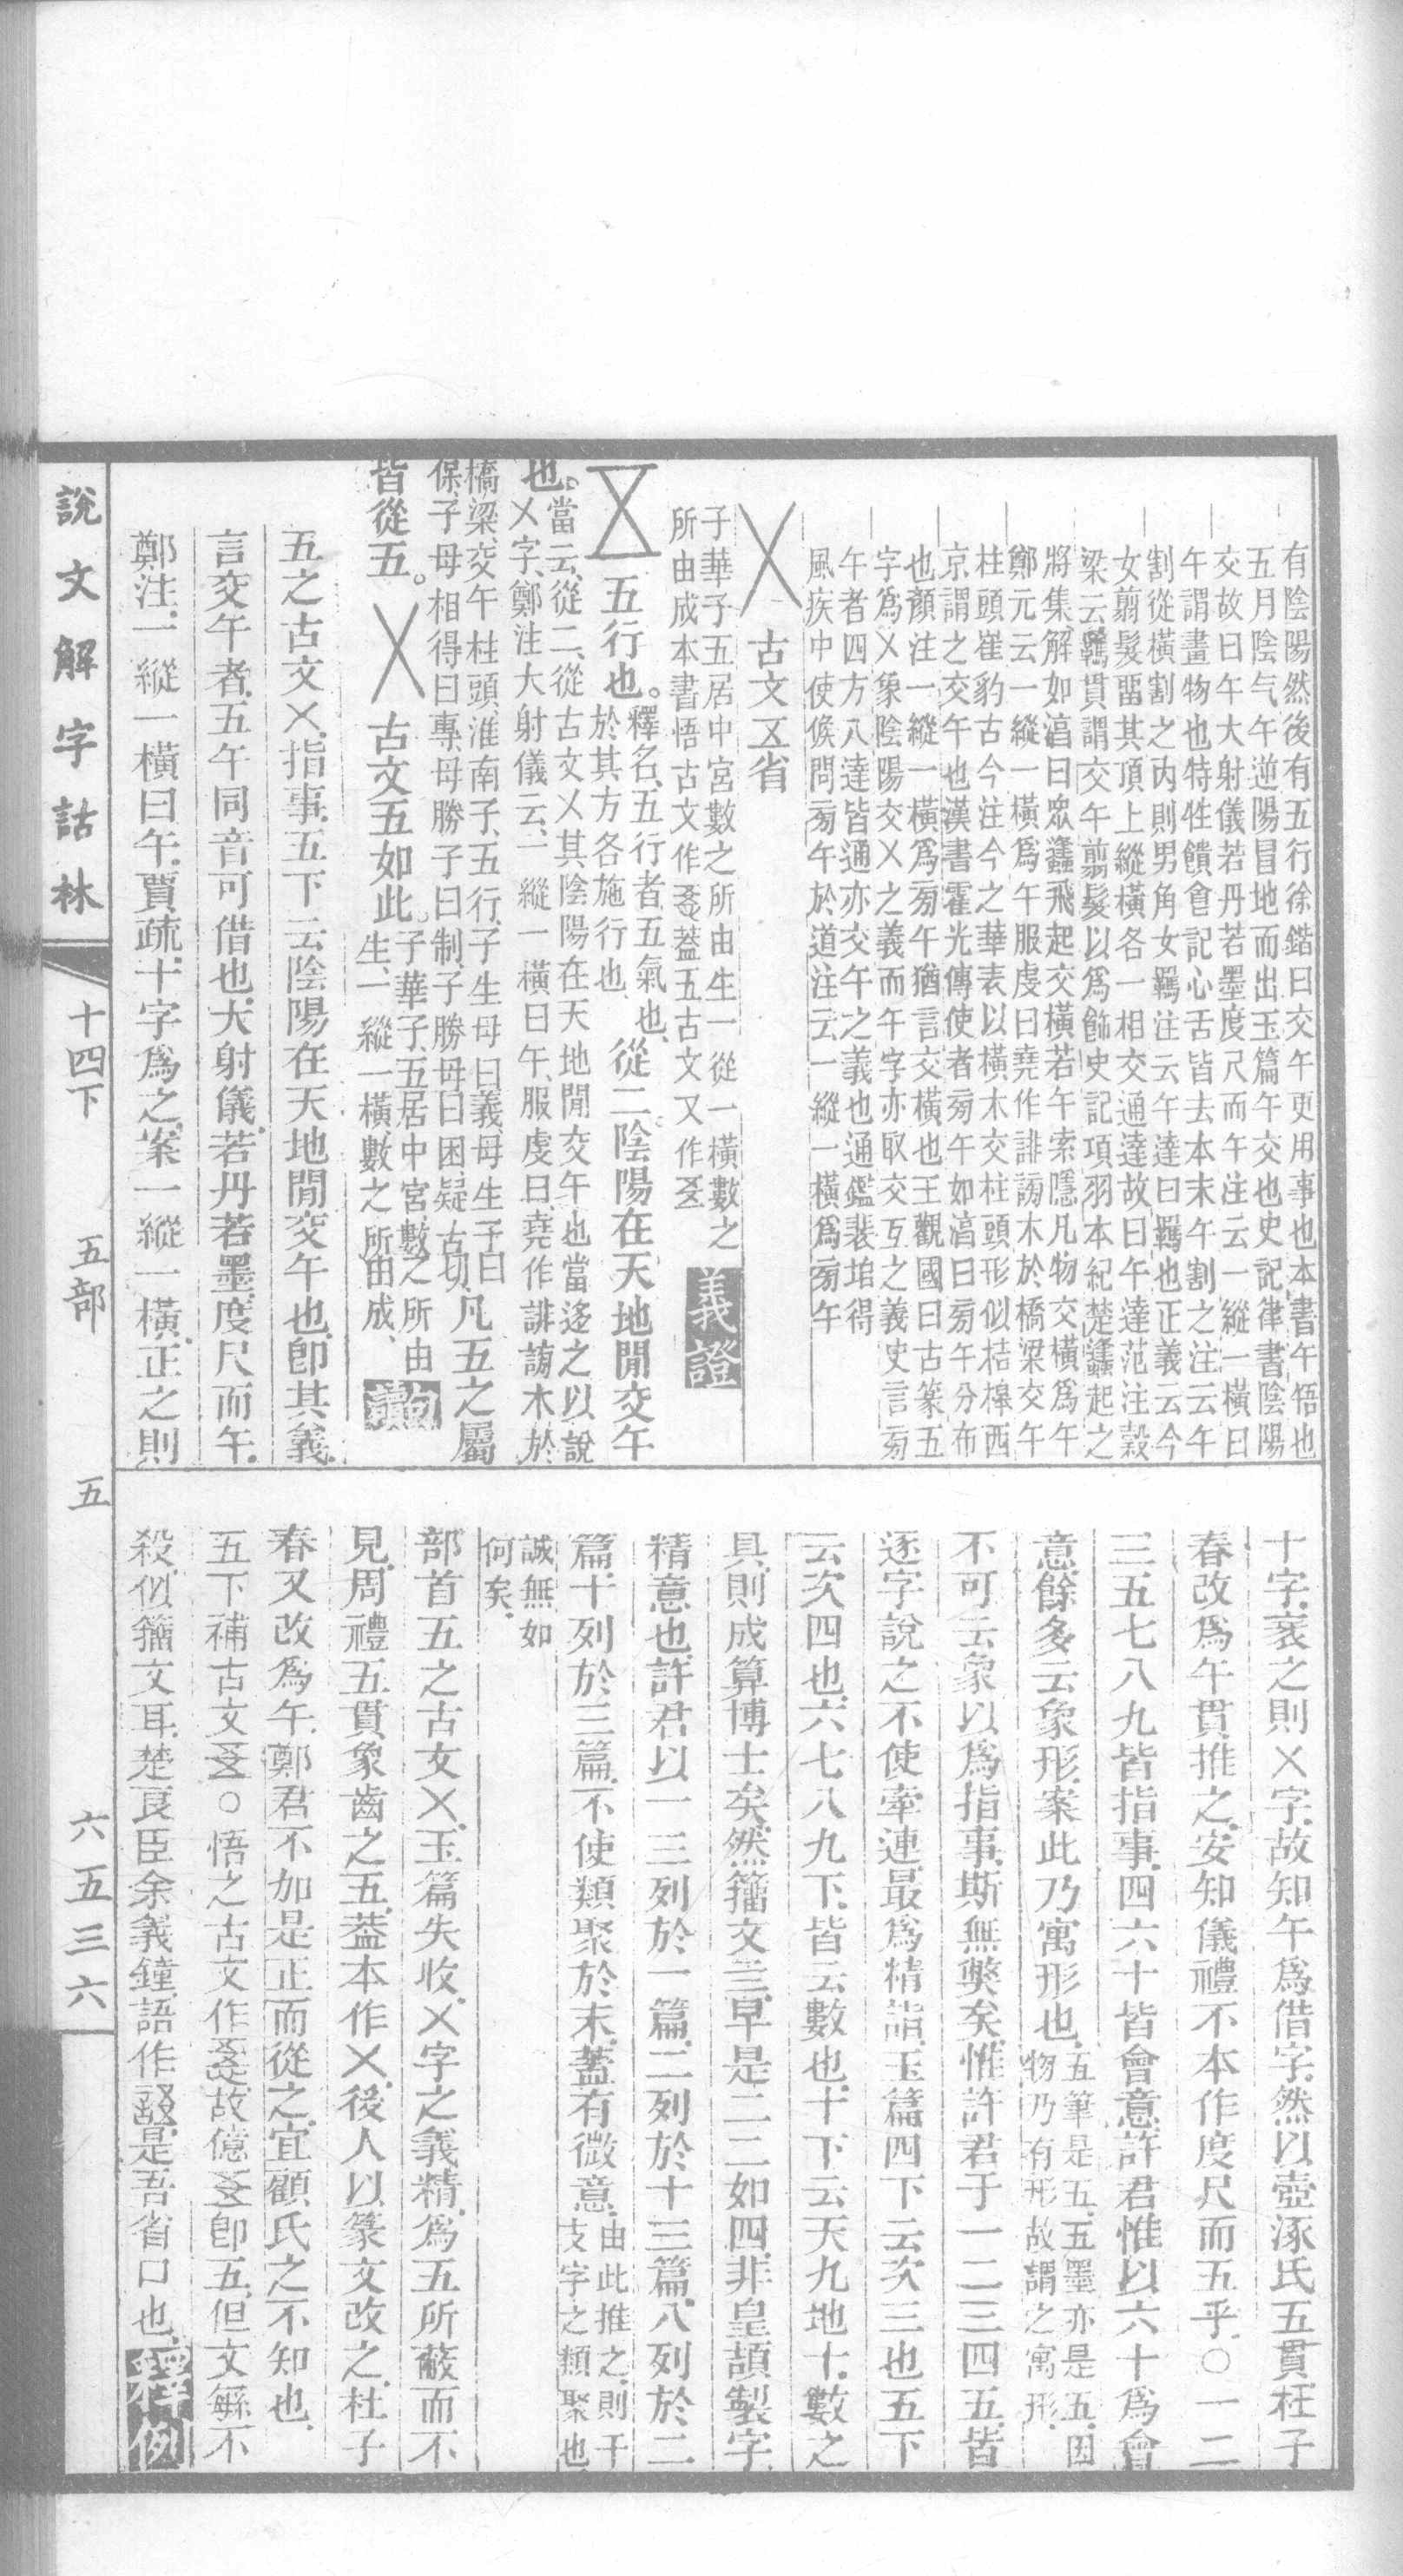 有陰陽然後有五行徐鍇曰交午更用事也本書午悟也
五月陰气午逆陽冒地而出玉篇午交也史記律書陰陽
交故曰午大射儀若丹若墨度尺而午注云一縱一橫曰
午謂畫物也特牲饋食記心舌皆去本末午割之注云午
割從橫割之內則男角女羈注云午達曰羈也正義云今
女翦髮畱其頂上縱橫各一相交通達故曰午達范注穀
梁云羈貫謂交午翦髮以爲飾史記項羽本紀楚蠭起之
將集解如淳曰眾蠭飛起交橫若午索隱凡物交橫爲午
鄭元云一縱一橫爲午服虔曰堯作誹謗木於橋梁交午
柱頭崔豹古今注今之華表以橫木交柱頭形似桔槔西
京謂之交午也漢書霍光傳使者㫄午如淳曰㫄午分布
也顏注一縱一橫爲㫄午猶言交橫也王觀國曰古篆五
字爲㐅象陰陽交㐅之義而午字亦取交互之義史言㫄
午者四方八達皆通亦交午之義也通鑑裴垍得
風疾中使候問㫄午於道注云一縱一橫爲㫄午
㐅 古文𠄡省
子華子五居中宮數之所由生一從一橫數之
所由成本書悟古文作𢛢蓋五古文又作 義證
𠄡 五行也。釋名、五行者、五氣也、於其方各施行也、從二。陰陽在天地閒交午
也。當云、從二、從古文㐅、其陰陽在天地閒交午也、當迻之以說㐅字、鄭注大射儀云、一縱一橫曰午、服虔曰、堯作誹謗木於
橋梁、交午柱頭、淮南子、五行、子生母曰義、母生子曰保、子母相得曰專、母勝子曰制、子勝母曰困、疑古切、凡五之屬
皆從五。㐅 古文五如此。子華子、五居中宮、數之所由生、一縱一橫、數之所由成、 句讀
五之古文㐅、指事、五下云陰陽在天地閒交午也、卽其義、
言交午者、五午同音可借也、大射儀、若丹若墨、度尺而午、
鄭注、一縱一橫曰午、賈疏、十字爲之、案一縱一橫、正之則
十字、衺之則㐅字、故知午爲借字、然以壺涿氏五貫、杜子
春改爲午貫推之、安知儀禮不本作度尺而五乎、○一二
三五七八九皆指事、四六十皆會意、許君惟以六十爲會
意、餘多云象形、案此乃寓形也、五筆是五、五墨亦是五、因物乃有形、故謂之寓形、
不可云象、以爲指事、斯無獘矣、惟許君于一二三四五、皆
逐字說之、不使牽連、最爲精詣、玉篇四下云次三也、五下
云次四也、六七八九下、皆云數也、十下云天九地十、數之
具、則成算博士矣、然籀文亖、早是二二如四、非皇頡製字
精意也、許君以一三列於一篇、二列於十三篇、八列於二
篇、十列於三篇、不使類聚於末、蓋有微意、由此推之、則干支字之類聚也、
誠無如何矣、
部首五之古文㐅、玉篇失收、㐅字之義精、爲五所蔽而不
見、周禮五貫象齒之五、蓋本作㐅、後人以篆文改之、杜子
春又改爲午、鄭君不加是正而從之、宜顧氏之不知也、
五下補古文 ○悟之古文作𢛢、故億 卽五、但文緐不
殺、似籀文耳、楚良臣余義鐘、語作 、是吾省口也、 釋例
說文解字詁林 十四下 五部 五 六五三六